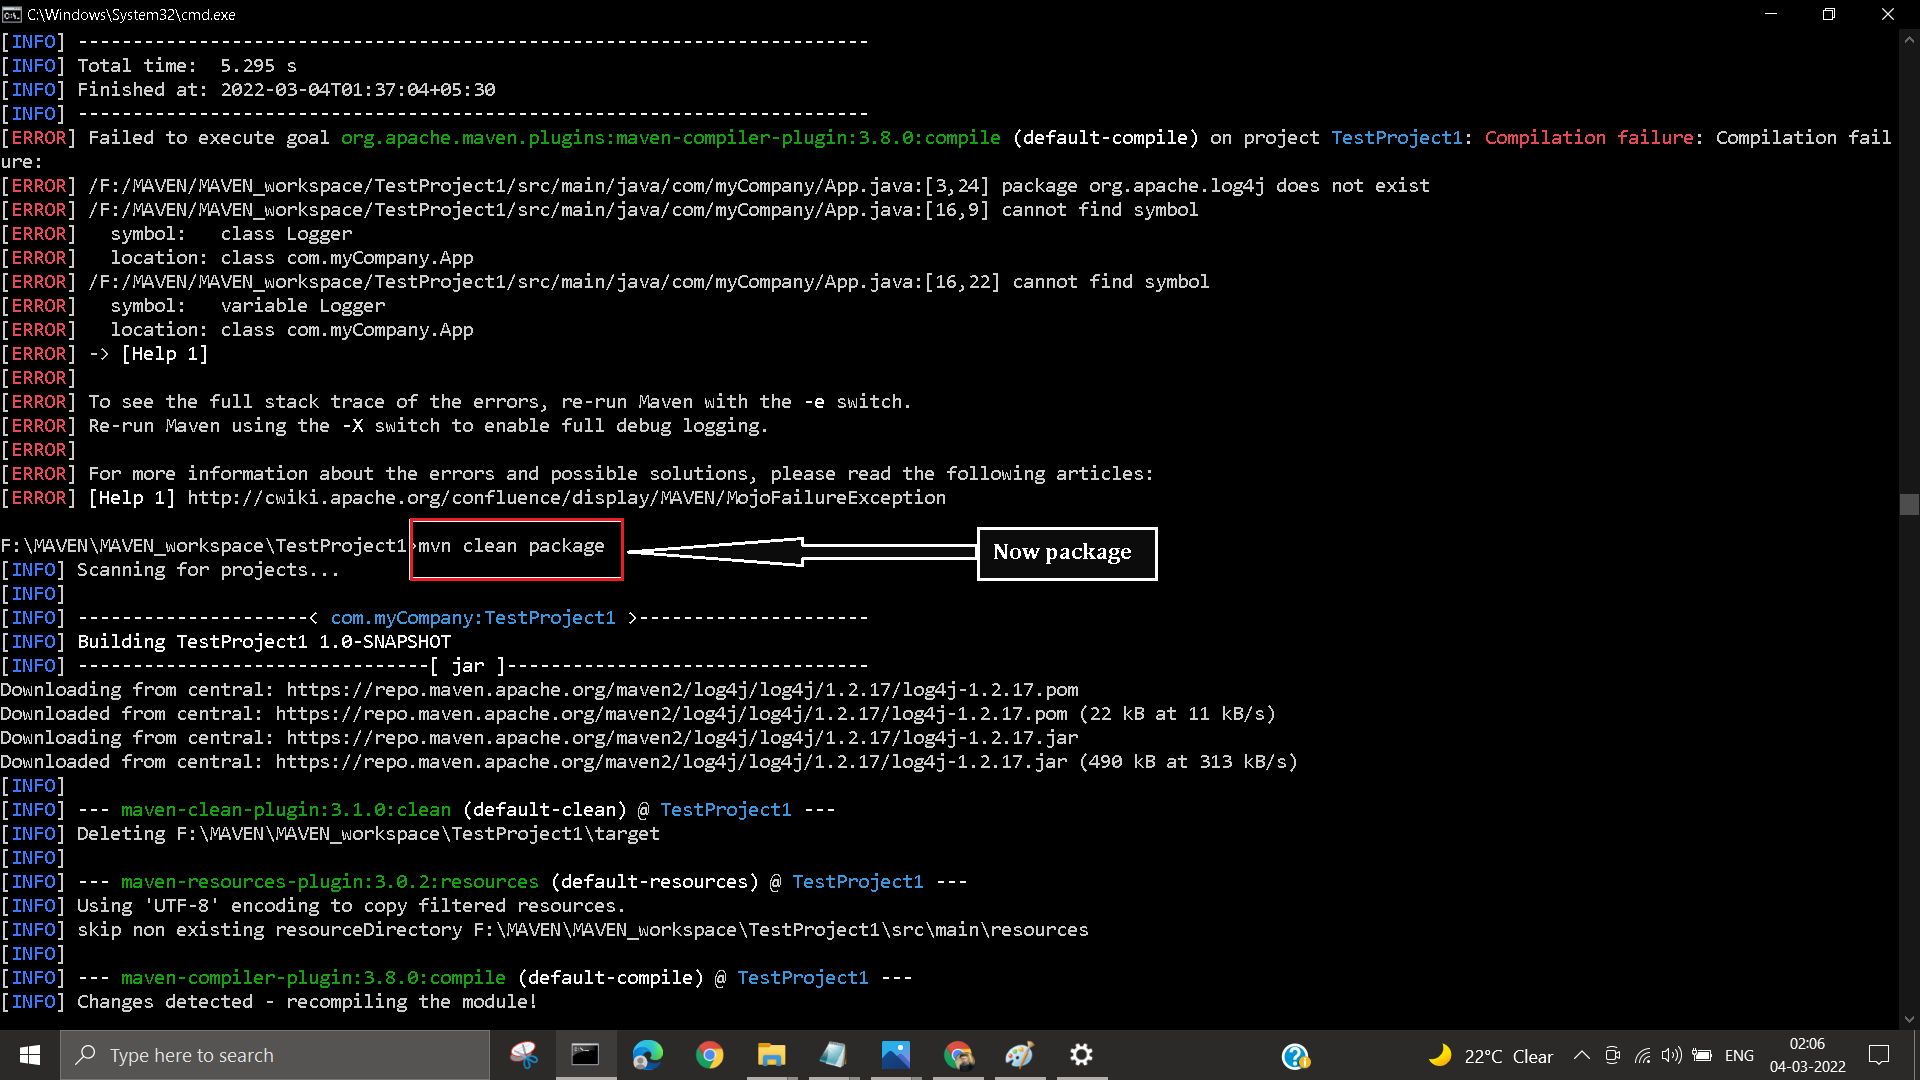 C:\Windows\System32\cmd.exe
[INFO] ------------------------------------------------------------------------
[INFO] Total time:  5.295 s
[INFO] Finished at: 2022-03-04T01:37:04+05:30
[INFO] ------------------------------------------------------------------------
[ERROR] Failed to execute goal org.apache.maven.plugins:maven-compiler-plugin:3.8.0:compile (default-compile) on project TestProject1: Compilation failure: Compilation fail
ure:
[ERROR] /F:/MAVEN/MAVEN_workspace/TestProject1/src/main/java/com/myCompany/App.java:[3,24] package org.apache.log4j does not exist
[ERROR] /F:/MAVEN/MAVEN_workspace/TestProject1/src/main/java/com/myCompany/App.java:[16,9] cannot find symbol
[ERROR]   symbol:   class Logger
[ERROR]   location: class com.myCompany.App
[ERROR] /F:/MAVEN/MAVEN_workspace/TestProject1/src/main/java/com/myCompany/App.java:[16,22] cannot find symbol
[ERROR]   symbol:   variable Logger
[ERROR]   location: class com.myCompany.App
[ERROR] -> [Help 1]
[ERROR]
[ERROR] To see the full stack trace of the errors, re-run Maven with the -e switch.
[ERROR] Re-run Maven using the -X switch to enable full debug logging.
[ERROR]
[ERROR] For more information about the errors and possible solutions, please read the following articles:
[ERROR] [Help 1] http://cwiki.apache.org/confluence/display/MAVEN/MojoFailureException
F:\MAVEN\MAVEN_workspace\TestProject1>mvn clean package
Now package
[INFO] Scanning for projects...
[INFO]
[INFO] ---------------------< com.myCompany:TestProject1 >---------------------
[INFO] Building TestProject1 1.0-SNAPSHOT
[INFO] --------------------------------[ jar ]---------------------------------
Downloading from central: https://repo.maven.apache.org/maven2/log4j/log4j/1.2.17/log4j-1.2.17.pom
Downloaded from central: https://repo.maven.apache.org/maven2/log4j/log4j/1.2.17/log4j-1.2.17.pom (22 kB at 11 kB/s)
Downloading from central: https://repo.maven.apache.org/maven2/log4j/log4j/1.2.17/log4j-1.2.17.jar
Downloaded from central: https://repo.maven.apache.org/maven2/log4j/log4j/1.2.17/log4j-1.2.17.jar (490 kB at 313 kB/s)
[INFO]
[INFO] --- maven-clean-plugin:3.1.0:clean (default-clean) @ TestProject1 ---
[INFO] Deleting F:\MAVEN\MAVEN_workspace\TestProject1\target
[INFO]
[INFO] --- maven-resources-plugin:3.0.2:resources (default-resources) @ TestProject1 ---
[INFO] Using 'UTF-8' encoding to copy filtered resources.
[INFO] skip non existing resourceDirectory F:\MAVEN\MAVEN_workspace\TestProject1\src\main\resources
[INFO]
[INFO] --- maven-compiler-plugin:3.8.0:compile (default-compile) @ TestProject1 ---
[INFO] Changes detected - recompiling the module!
Type here to search
22°C Clear
ENG
02:06
04-03-2022